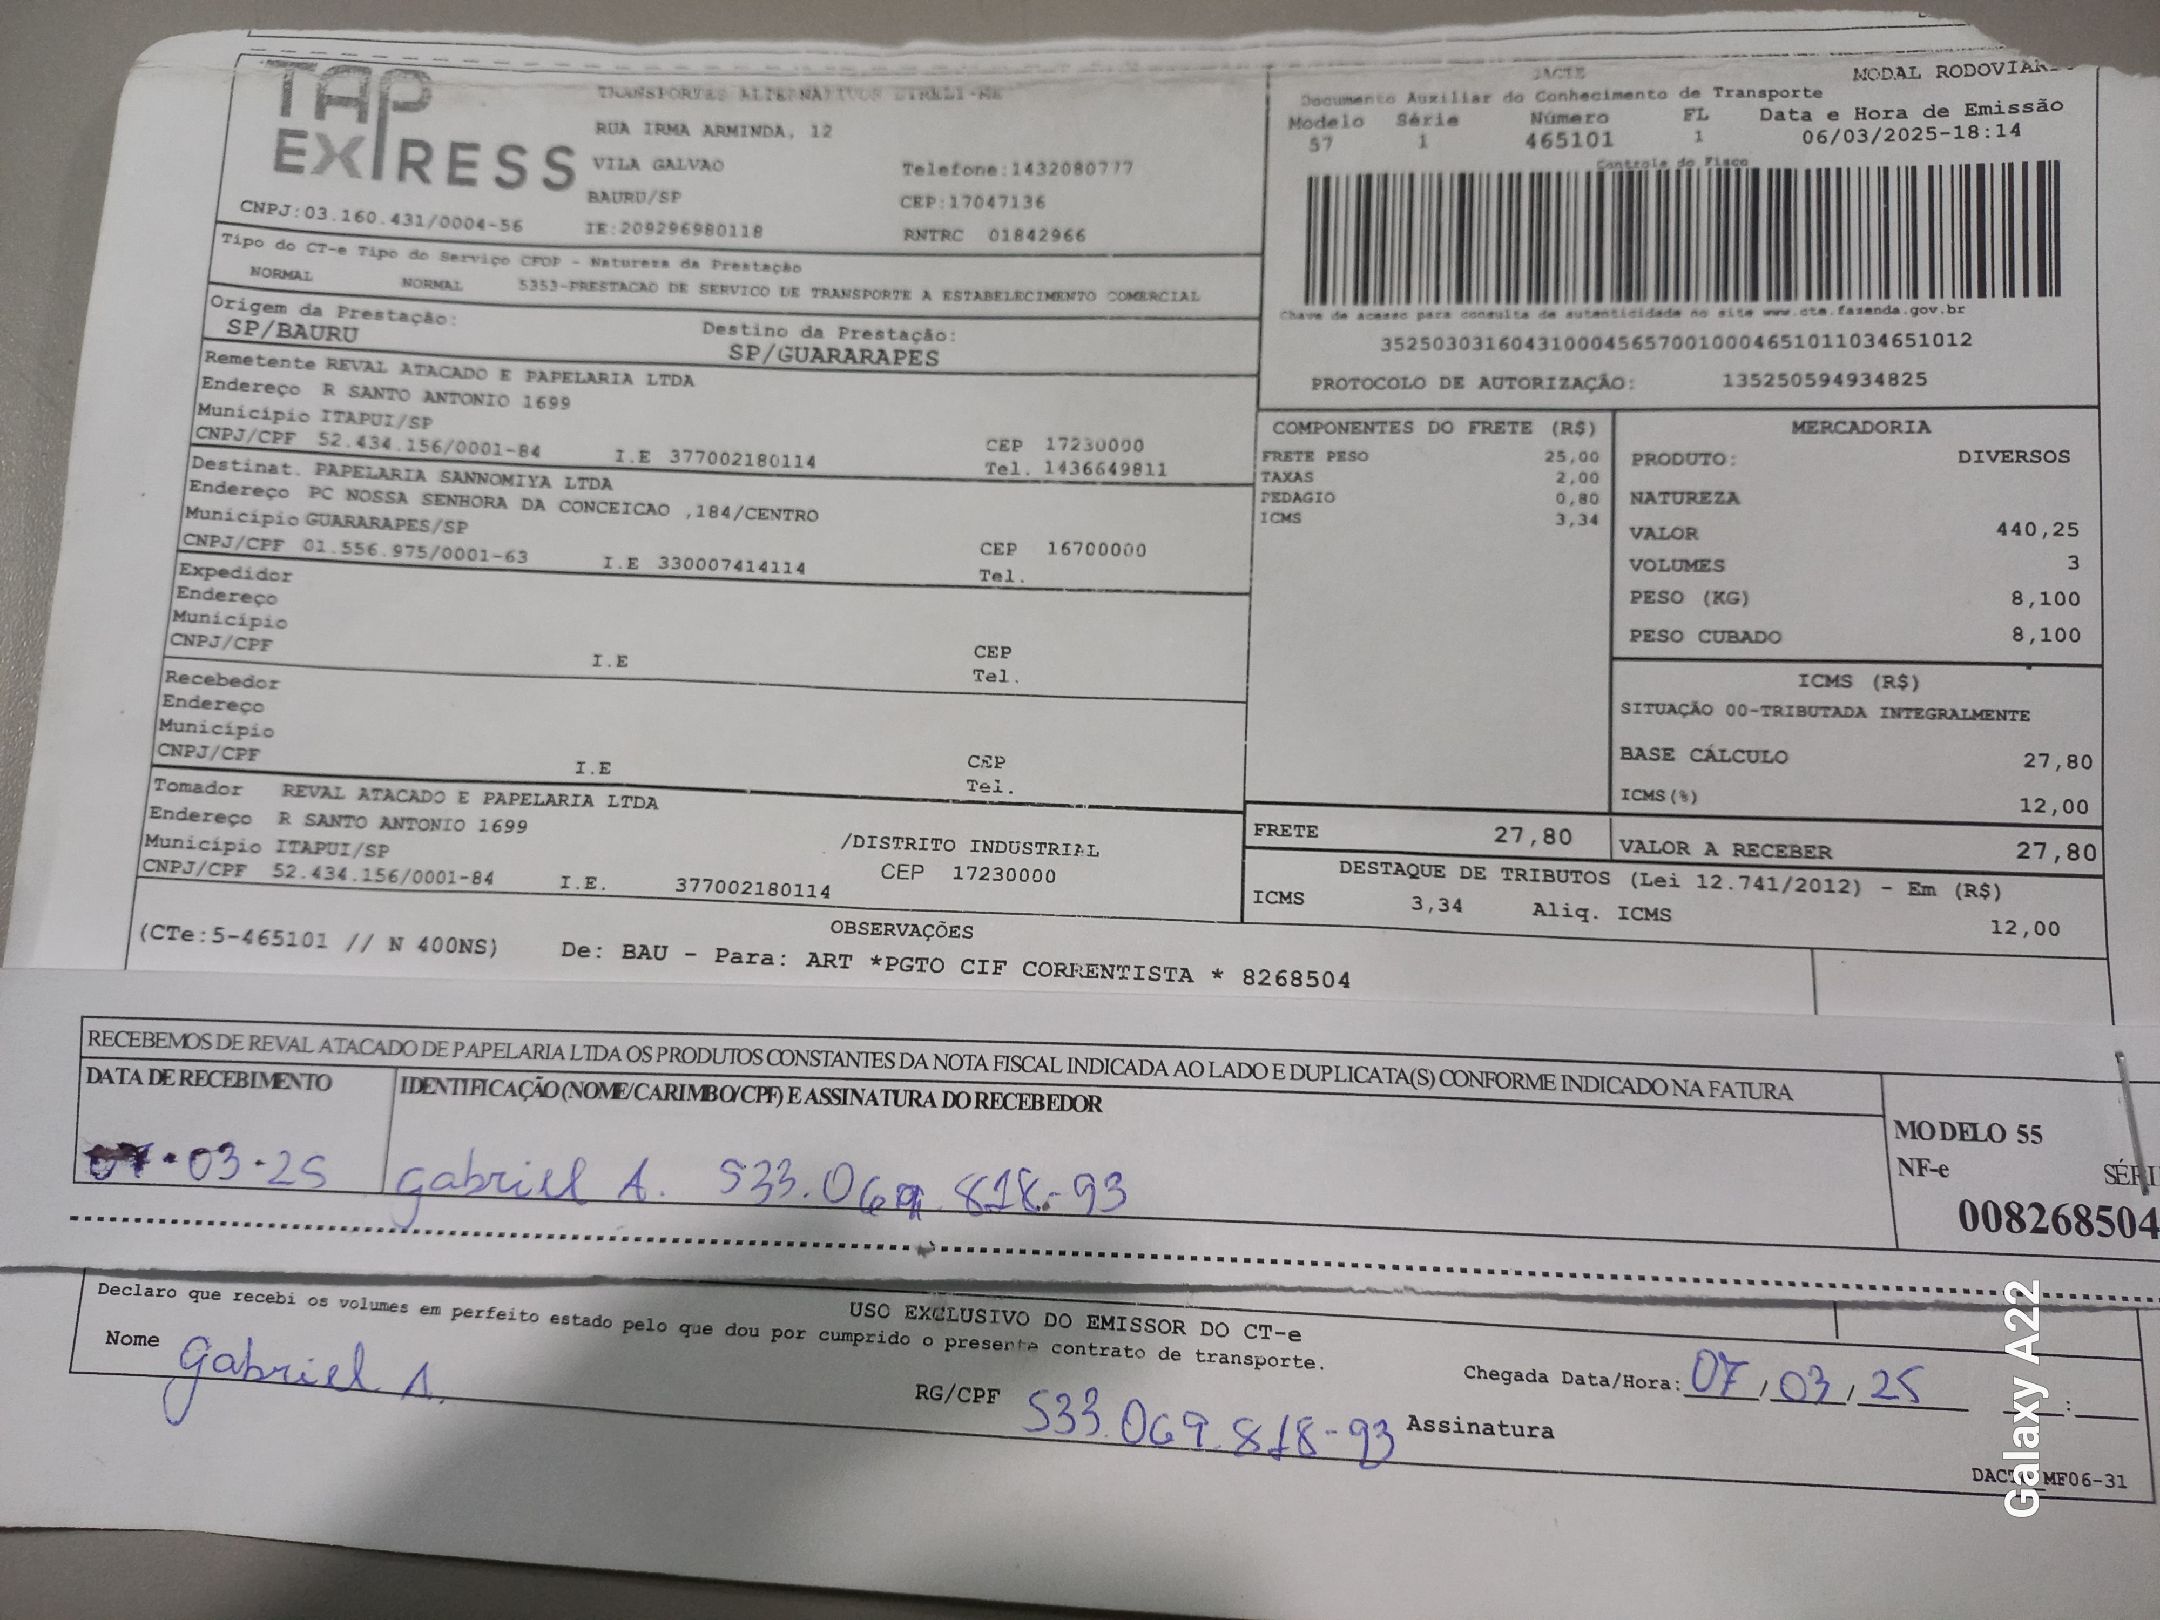 TAP
EXPRESS
TRANSPORTES ALTERNATIVOS EIRELI-ME
RUA IRMA ARMINDA, 12
VILA GALVAO Telefone:1432080777
BAURU/SP CEP:17047136
CNPJ:03.160.431/0004-56 IE:209296980118 RNTRC 01842966
DACTE MODAL RODOVIARIO
Documento Auxiliar do Conhecimento de Transporte
Modelo Série Número FL Data e Hora de Emissão
57 1 465101 1 06/03/2025-18:14
Controle do Fisco
Chave de acesso para consulta de autenticidade no site www.cte.fazenda.gov.br
35250303160431000456570010004651011034651012
PROTOCOLO DE AUTORIZAÇÃO: 135250594934825
Tipo do CT-e Tipo do Serviço CFOP - Natureza da Prestação
NORMAL NORMAL 5353-PRESTACAO DE SERVICO DE TRANSPORTE A ESTABELECIMENTO COMERCIAL
Origem da Prestação: Destino da Prestação:
SP/BAURU SP/GUARARAPES
Remetente REVAL ATACADO E PAPELARIA LTDA
Endereço R SANTO ANTONIO 1699
Município ITAPUI/SP CEP 17230000
CNPJ/CPF 52.434.156/0001-84 I.E 377002180114 Tel. 1436649811
Destinat. PAPELARIA SANNOMIYA LTDA
Endereço PC NOSSA SENHORA DA CONCEICAO ,184/CENTRO
Município GUARARAPES/SP CEP 16700000
CNPJ/CPF 01.556.975/0001-63 I.E 330007414114 Tel.
Expedidor
Endereço
Município CEP
CNPJ/CPF I.E Tel.
Recebedor
Endereço
Município CEP
CNPJ/CPF I.E Tel.
Tomador REVAL ATACADO E PAPELARIA LTDA
Endereço R SANTO ANTONIO 1699 /DISTRITO INDUSTRIAL
Município ITAPUI/SP CEP 17230000
CNPJ/CPF 52.434.156/0001-84 I.E. 377002180114
COMPONENTES DO FRETE (R$)
FRETE PESO 25,00
TAXAS 2,00
PEDAGIO 0,80
ICMS 3,34
MERCADORIA
PRODUTO: DIVERSOS
NATUREZA
VALOR 440,25
VOLUMES 3
PESO (KG) 8,100
PESO CUBADO 8,100
ICMS (R$)
SITUAÇÃO 00-TRIBUTADA INTEGRALMENTE
BASE CÁLCULO 27,80
ICMS(%) 12,00
FRETE 27,80 VALOR A RECEBER 27,80
DESTAQUE DE TRIBUTOS (Lei 12.741/2012) - Em (R$)
ICMS 3,34 Aliq. ICMS 12,00
OBSERVAÇÕES
(CTe:5-465101 // N 400NS) De: BAU - Para: ART *PGTO CIF CORRENTISTA * 8268504
RECEBEMOS DE REVAL ATACADO DE PAPELARIA LTDA OS PRODUTOS CONSTANTES DA NOTA FISCAL INDICADA AO LADO E DUPLICATA(S) CONFORME INDICADO NA FATURA
DATA DE RECEBIMENTO IDENTIFICAÇÃO (NOME/CARIMBO/CPF) E ASSINATURA DO RECEBEDOR
07-03-25 Gabriel A. 533.069.818-93
MODELO 55
NF-e
008268504
USO EXCLUSIVO DO EMISSOR DO CT-e
Declaro que recebi os volumes em perfeito estado pelo que dou por cumprido o presente contrato de transporte.
Nome Gabriel A. RG/CPF 533.069.818-93 Assinatura
Chegada Data/Hora: 07/03/25 :
DACTE MF06-31
Galaxy A22